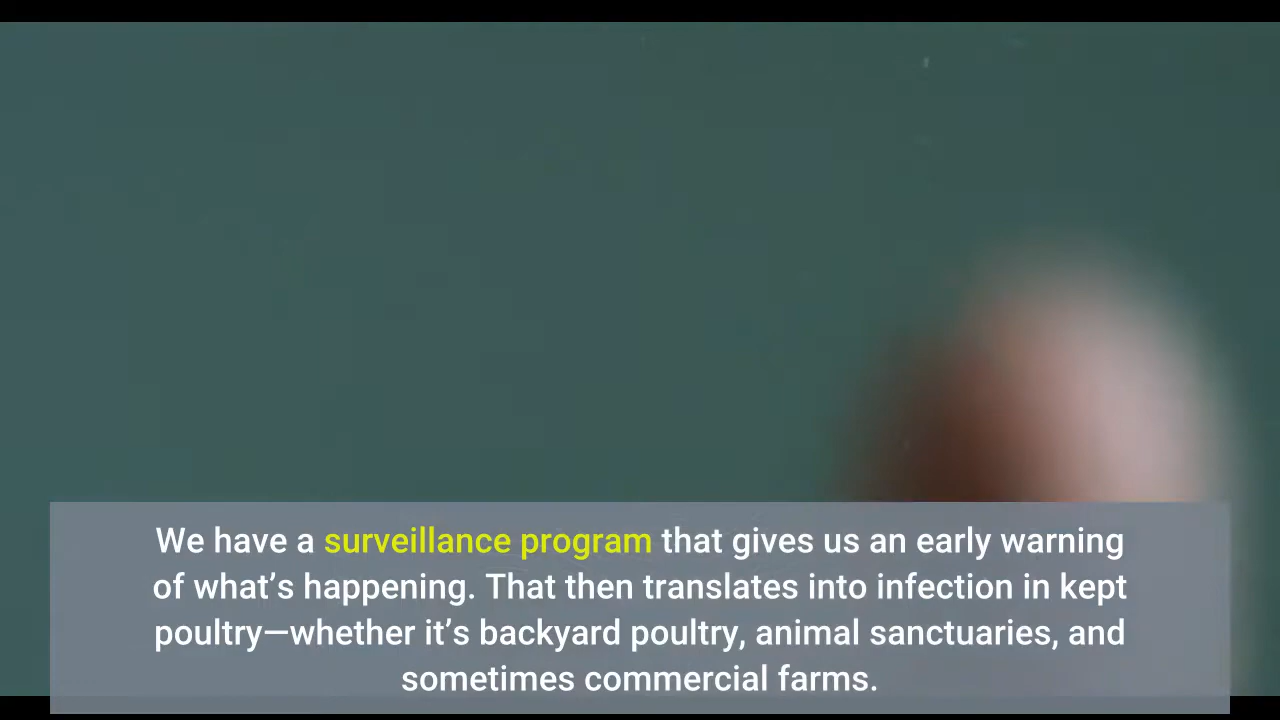 We have a surveillance program that gives us an early warning
of what’s happening. That then translates into infection in kept
poultry—whether it’s backyard poultry, animal sanctuaries, and
sometimes commercial farms.